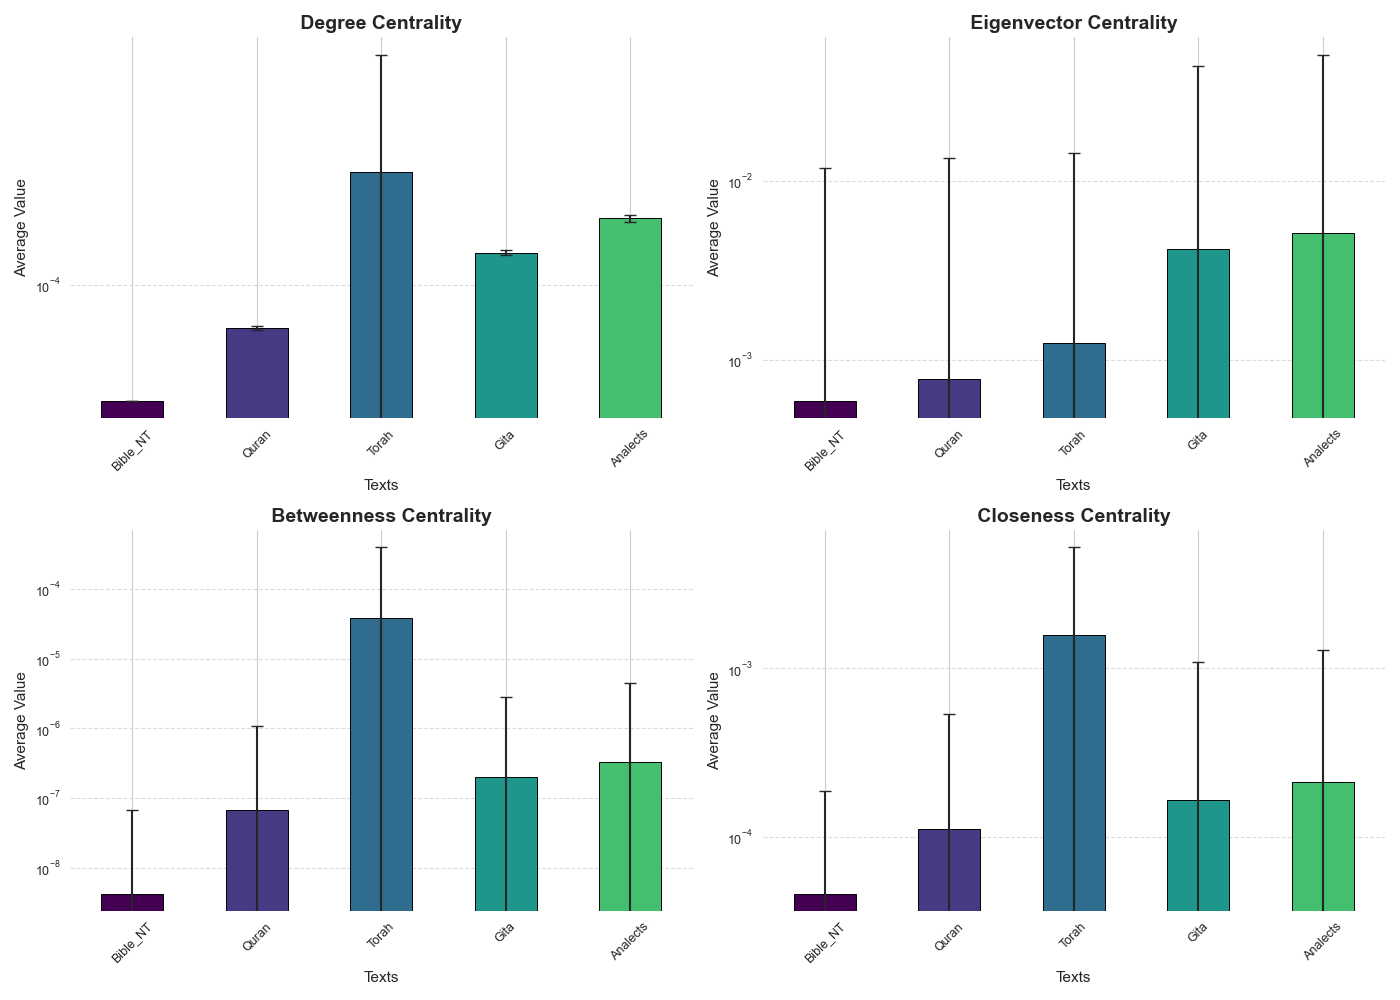 Degree Centrality
Average Value
10⁻⁴
Bible_NT
Quran
Torah
Gita
Analects
Texts
Eigenvector Centrality
Average Value
10⁻²
10⁻³
Bible_NT
Quran
Torah
Gita
Analects
Texts
Betweenness Centrality
Average Value
10⁻⁴
10⁻⁵
10⁻⁶
10⁻⁷
10⁻⁸
Bible_NT
Quran
Torah
Gita
Analects
Texts
Closeness Centrality
Average Value
10⁻³
10⁻⁴
Bible_NT
Quran
Torah
Gita
Analects
Texts